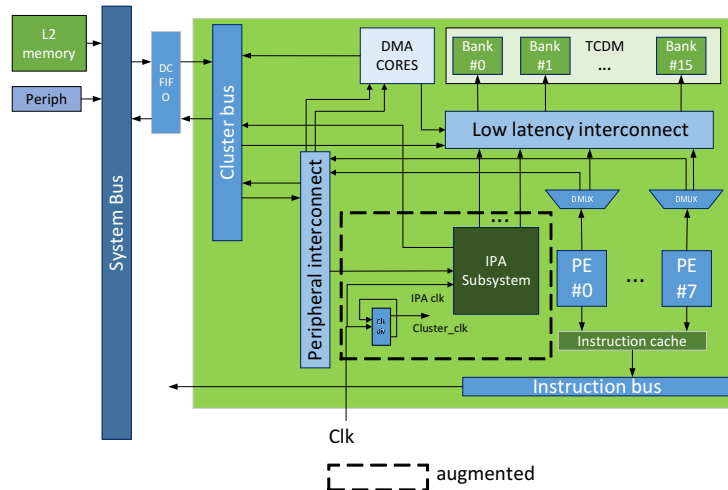 L2
memory
Periph
System Bus
DC
FIF
O
Cluster bus
DMA
CORES
TCDM
...
Bank
#0
Bank
#1
Bank
#15
Low latency interconnect
Peripheral interconnect
DMUX
DMUX
...
IPA
Subsystem
PE
#0
...
PE
#7
IPA clk
Clk
div
Cluster_clk
Instruction cache
Instruction bus
Clk
augmented